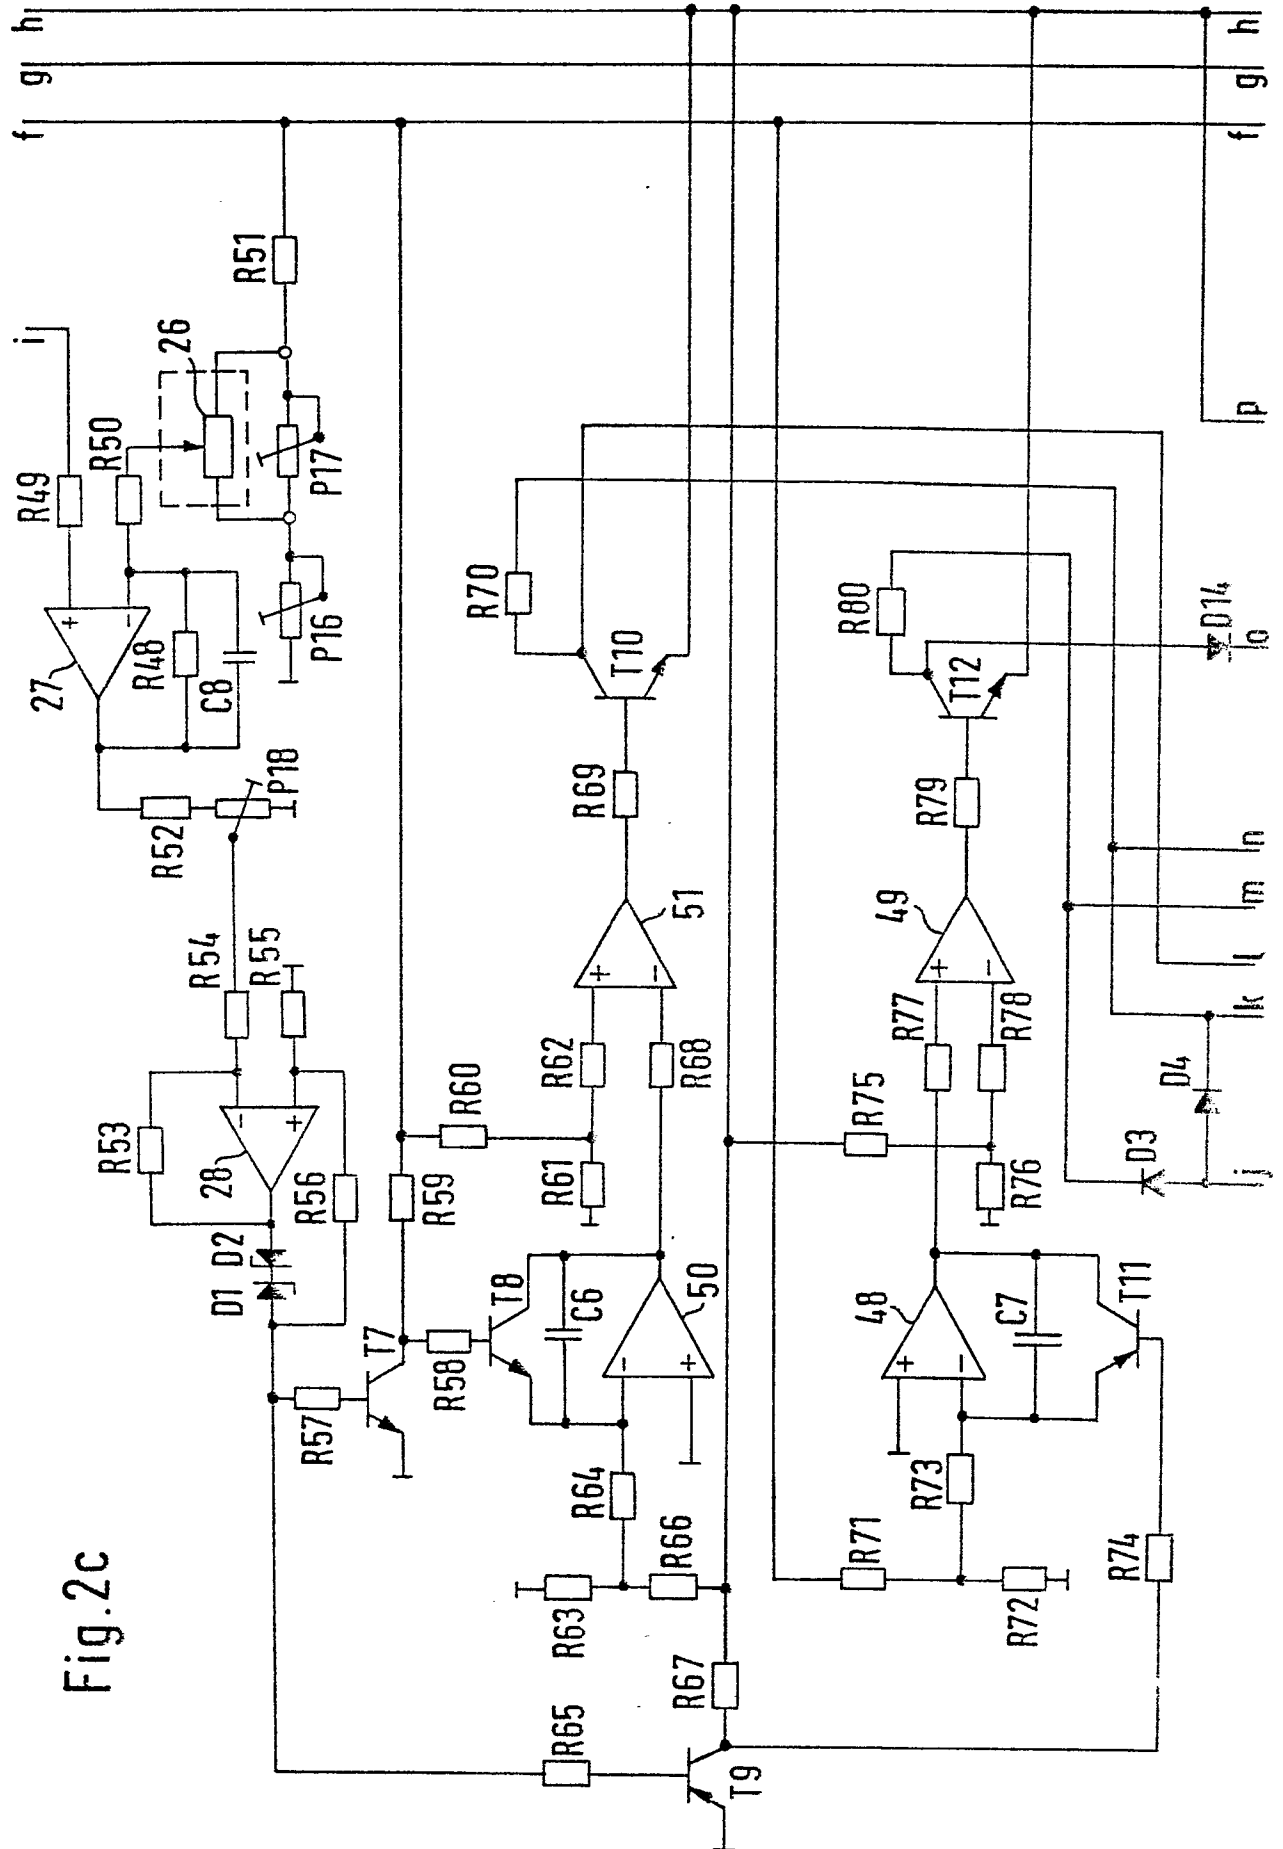 Fig.2c
f
g
h
i
R49
R50
26
R51
27
R48
C8
P16
P17
R52
P18
R54
R55
R53
28
R56
D1
D2
R57
T7
R58
T8
C6
R59
R60
R61
R62
50
51
R68
R69
T10
R70
R63
R64
R66
R65
R67
T9
R71
R72
R73
R74
48
C7
T11
R75
R76
R77
R78
49
R79
T12
R80
D14
D3
D4
j
k
l
m
n
o
p
f
g
h